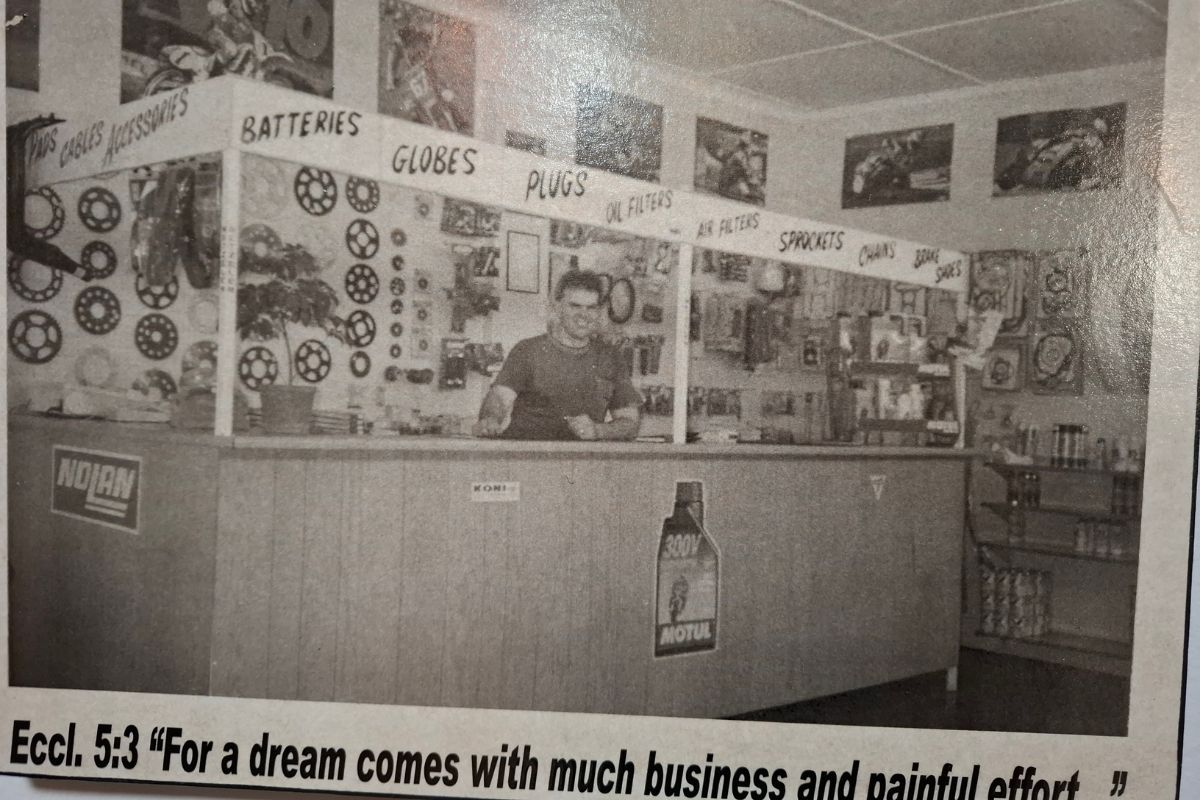 PADS CABLES ACCESSORIES
BATTERIES
GLOBES
PLUGS
OIL FILTERS
AIR FILTERS
SPROCKETS
CHAINS
BRAKE
SHOES
NOLAN
KONI
300V
MOTUL
Eccl. 5:3 “For a dream comes with much business and painful effort ”